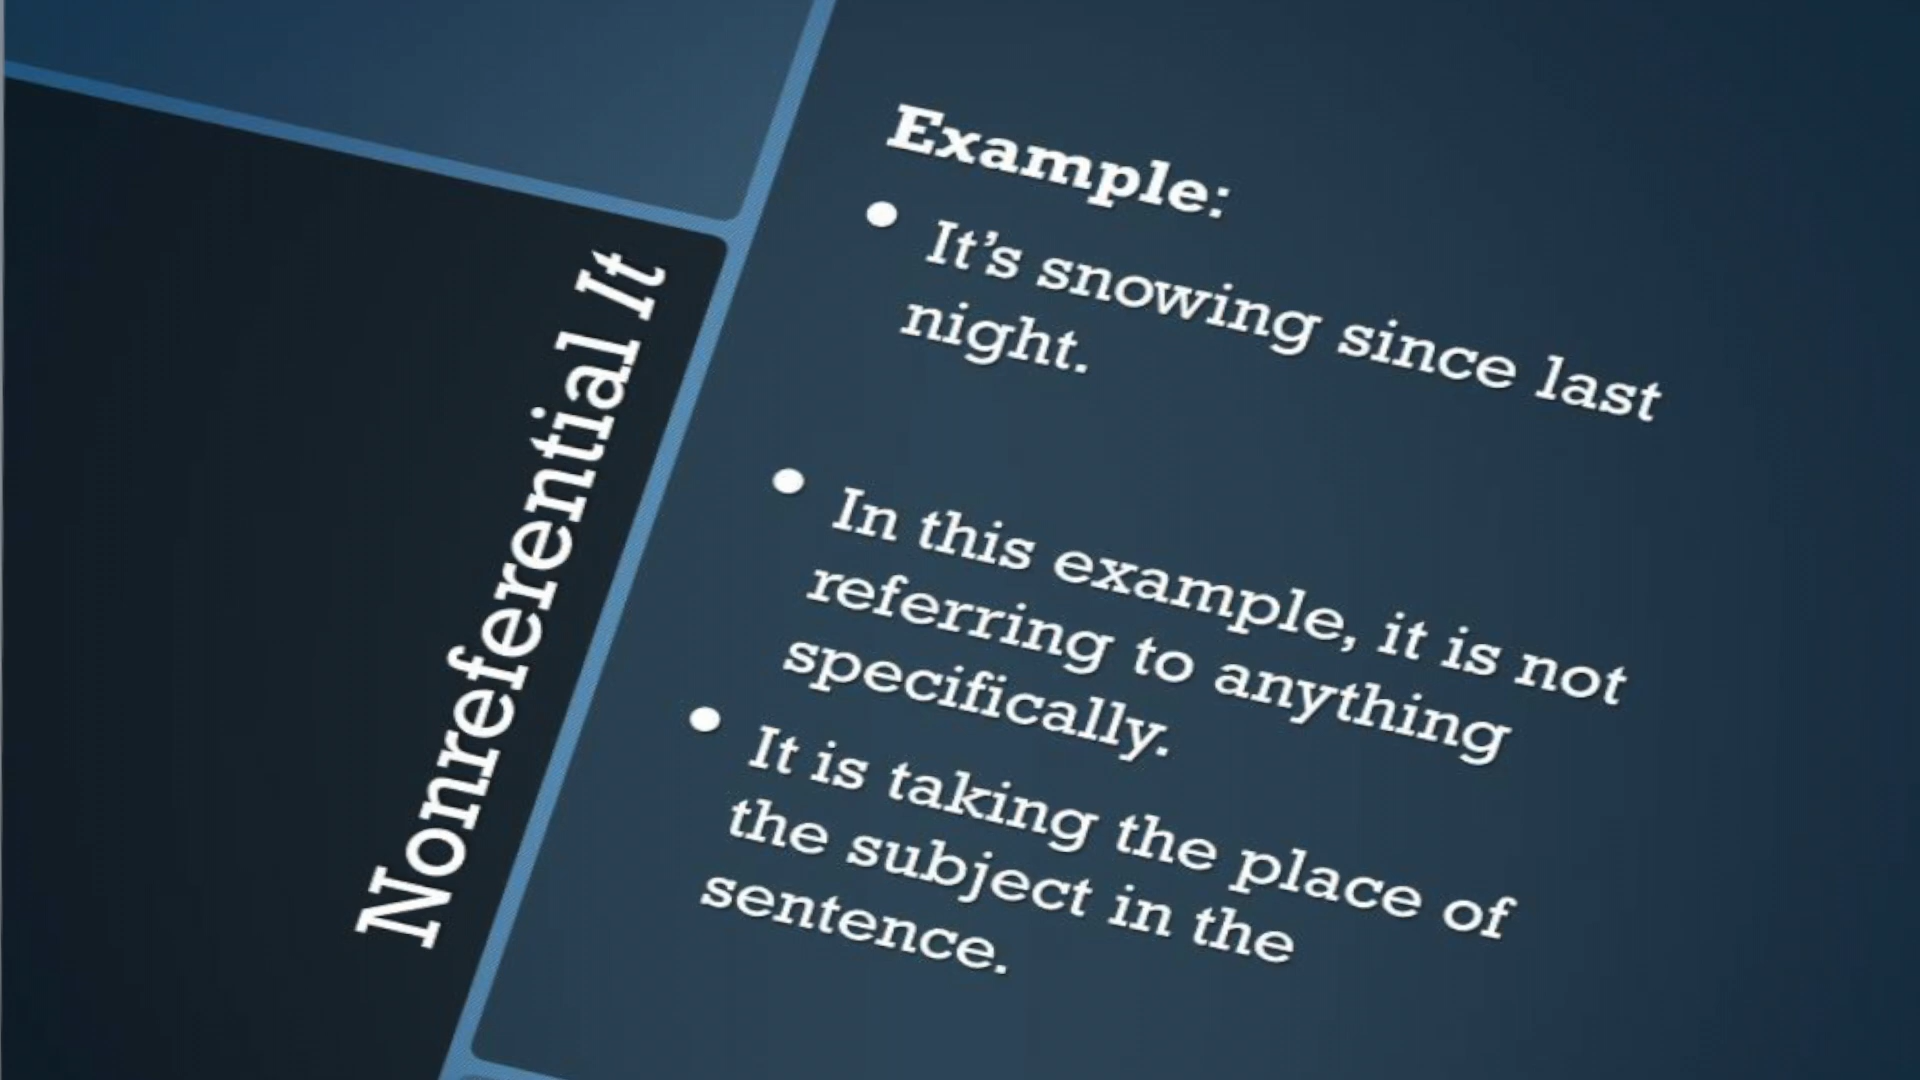 Nonreferential It
Example:
• It’s snowing since last
night.
• In this example, it is not
referring to anything
specifically.
• It is taking the place of
the subject in the
sentence.